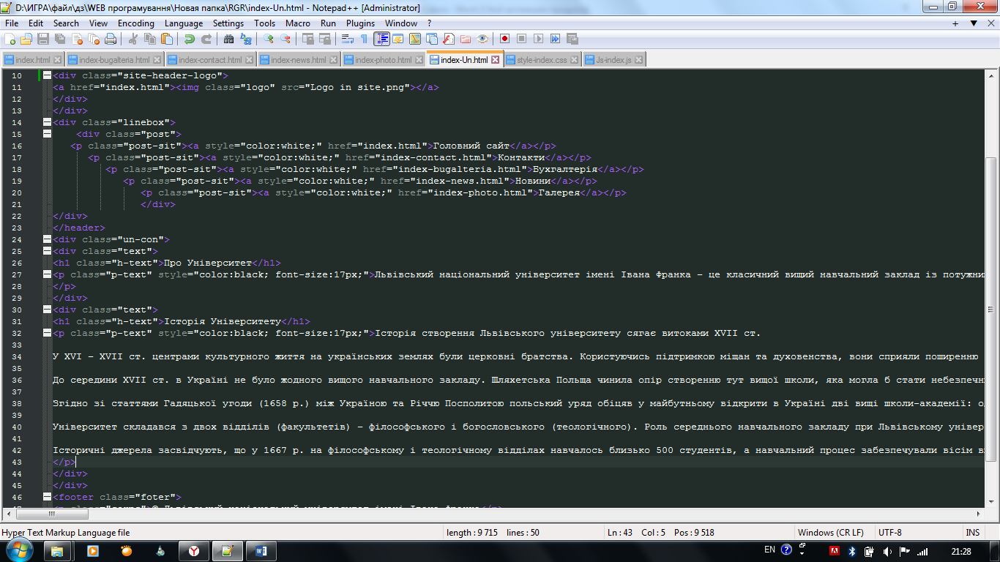 D:\ИГРА\файл\дз\WEB програмування\Новая папка\RGR\index-Un.html - Notepad++ [Administrator]
File Edit Search View Encoding Language Settings Tools Macro Run Plugins Window ?
+ ▼ X
index.html index-bugalteria.html index-contact.html index-news.html index-photo.html index-Un.html style-index.css Js-index.js
10 <div class="site-header-logo">
11 <a href="index.html"><img class="logo" src="Logo in site.png"></a>
12 </div>
13 </div>
14 <div class="linebox">
15 <div class="post">
16 <p class="post-sit"><a style="color:white;" href="index.html">Головний сайт</a></p>
17 <p class="post-sit"><a style="color:white;" href="index-contact.html">Контакти</a></p>
18 <p class="post-sit"><a style="color:white;" href="index-bugalteria.html">Бухгалтерія</a></p>
19 <p class="post-sit"><a style="color:white;" href="index-news.html">Новини</a></p>
20 <p class="post-sit"><a style="color:white;" href="index-photo.html">Галерея</a></p>
21 </div>
22 </div>
23 </header>
24 <div class="un-con">
25 <div class="text">
26 <h1 class="h-text">Про Університет</h1>
27 <p class="p-text" style="color:black; font-size:17px;">Львівський національний університет імені Івана Франка – це класичний вищий навчальний заклад із
28 </p>
29 </div>
30 <div class="text">
31 <h1 class="h-text">Історія Університету</h1>
32 <p class="p-text" style="color:black; font-size:17px;">Історія створення Львівського університету сягає витоками XVII ст.
33
34 У XVI – XVII ст. центрами культурного життя на українських землях були церковні братства. Користуючись підтримкою міщан та духовенства, вони сприяли поширенню
35
36 До середини XVII ст. в Україні не було жодного вищого навчального закладу. Шляхетська Польща чинила опір створенню тут вищої школи, яка могла б стати
37
38 Згідно зі статтями Гадяцької угоди (1658 р.) між Україною та Річчю Посполитою польський уряд обіцяв у майбутньому відкрити в Україні дві вищі школи-академії:
39
40 Університет складався з двох відділів (факультетів) – філософського і богословського (теологічного). Роль середнього навчального закладу при Львівському
41
42 Історичні джерела засвідчують, що у 1667 р. на філософському і теологічному відділах навчалось близько 500 студентів, а навчальний процес забезпечували вісім
43 </p>
44 </div>
45 </div>
46 <footer class="foter">
Hyper Text Markup Language file length : 9 715 lines : 50 Ln : 43 Col : 5 Pos : 9 518 Windows (CR LF) UTF-8 INS
EN 21:28